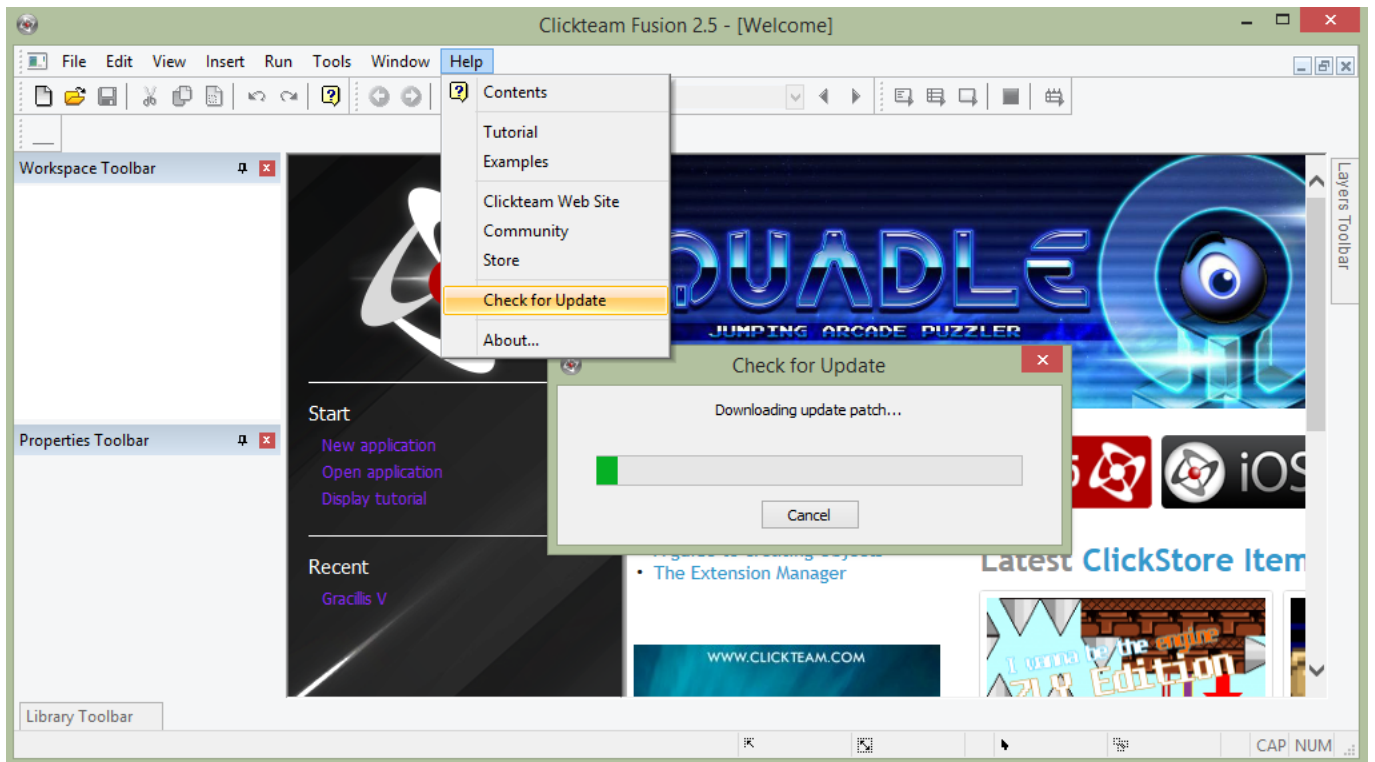 Clickteam Fusion 2.5 - [Welcome]
File Edit View Insert Run Tools Window Help
Contents
Tutorial
Examples
Clickteam Web Site
Community
Store
Check for Update
About...
Workspace Toolbar
Layers Toolbar
QUADLE
JUMPING ARCADE PUZZLER
Check for Update
Downloading update patch...
Cancel
Start
New application
Open application
Display tutorial
Properties Toolbar
5
iOS
Recent
Gracillis V
• The Extension Manager
Latest ClickStore Item
WWW.CLICKTEAM.COM
I wanna be the engine
Edition
Library Toolbar
CAP NUM